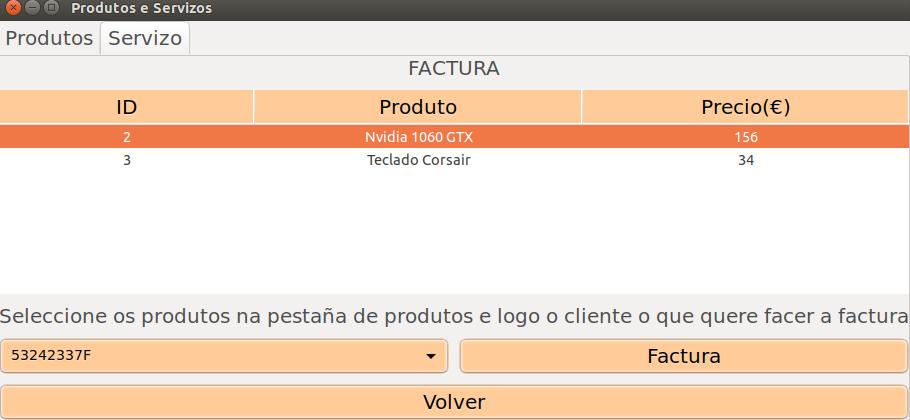 Produtos e Servizos
Produtos Servizo
FACTURA
ID Produto Precio(€)
2 Nvidia 1060 GTX 156
3 Teclado Corsair 34
Seleccione os produtos na pestaña de produtos e logo o cliente o que quere facer a factura
53242337F Factura
Volver